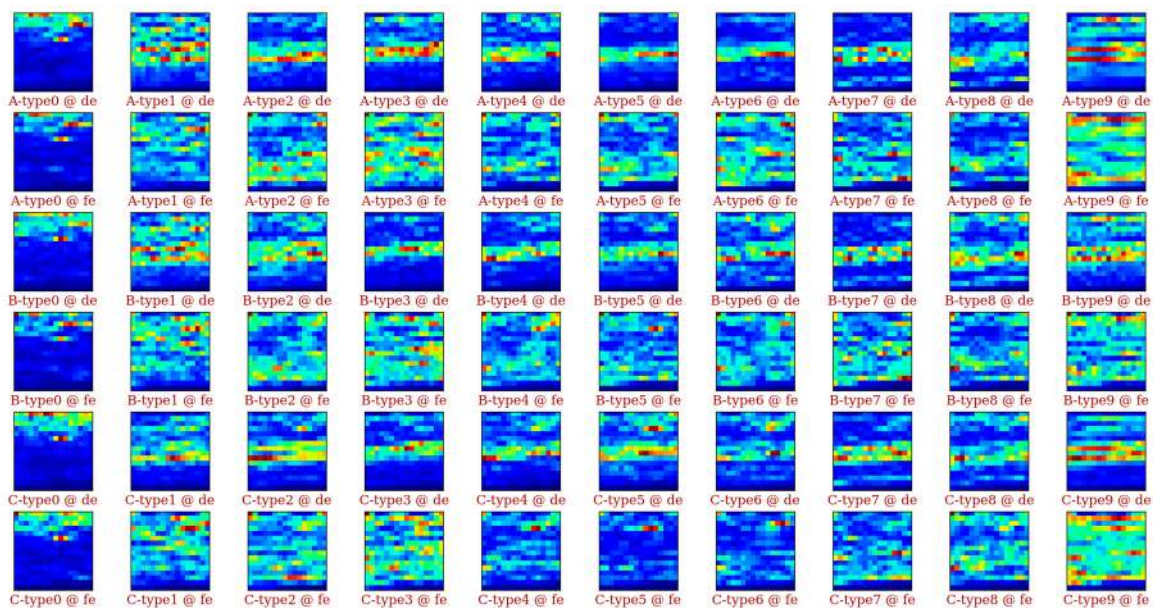 A-type0 @ de A-type1 @ de A-type2 @ de A-type3 @ de A-type4 @ de A-type5 @ de A-type6 @ de A-type7 @ de A-type8 @ de A-type9 @ de
A-type0 @ fe A-type1 @ fe A-type2 @ fe A-type3 @ fe A-type4 @ fe A-type5 @ fe A-type6 @ fe A-type7 @ fe A-type8 @ fe A-type9 @ fe
B-type0 @ de B-type1 @ de B-type2 @ de B-type3 @ de B-type4 @ de B-type5 @ de B-type6 @ de B-type7 @ de B-type8 @ de B-type9 @ de
B-type0 @ fe B-type1 @ fe B-type2 @ fe B-type3 @ fe B-type4 @ fe B-type5 @ fe B-type6 @ fe B-type7 @ fe B-type8 @ fe B-type9 @ fe
C-type0 @ de C-type1 @ de C-type2 @ de C-type3 @ de C-type4 @ de C-type5 @ de C-type6 @ de C-type7 @ de C-type8 @ de C-type9 @ de
C-type0 @ fe C-type1 @ fe C-type2 @ fe C-type3 @ fe C-type4 @ fe C-type5 @ fe C-type6 @ fe C-type7 @ fe C-type8 @ fe C-type9 @ fe